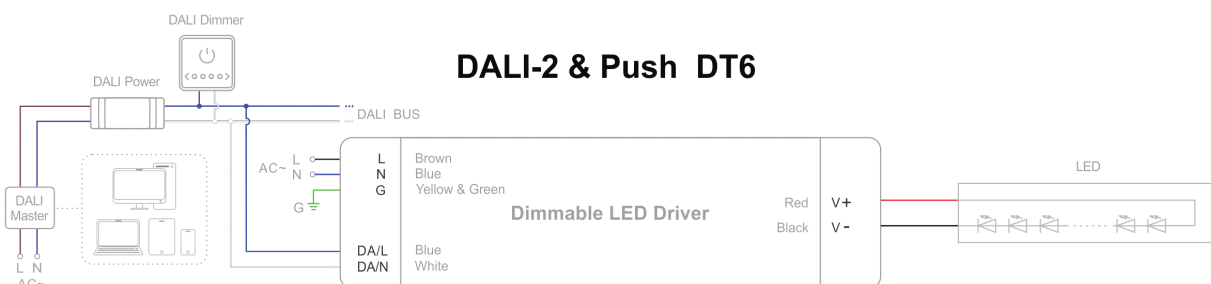 DALI Dimmer
DALI-2 & Push DT6
DALI Power
DALI BUS
AC~ L
N
G
L Brown
N Blue
G Yellow & Green
Dimmable LED Driver
Red V+
Black V-
LED
DALI
Master
DA/L Blue
DA/N White
L N
AC~